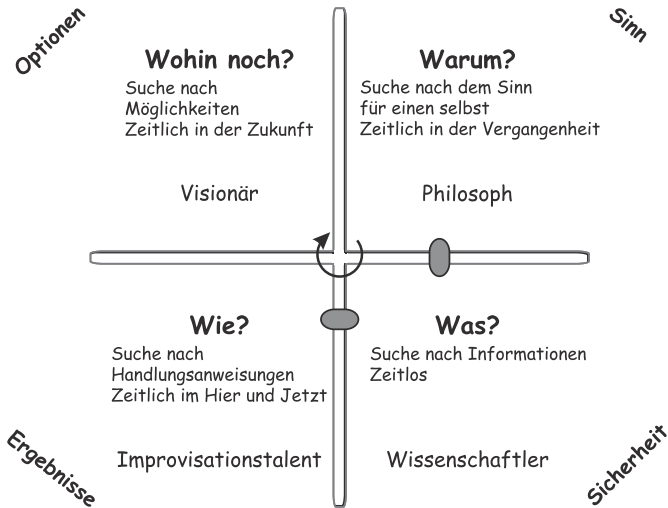 Optionen
Sinn
Wohin noch?
Suche nach
Möglichkeiten
Zeitlich in der Zukunft
Visionär
Warum?
Suche nach dem Sinn
für einen selbst
Zeitlich in der Vergangenheit
Philosoph
Wie?
Suche nach
Handlungsanweisungen
Zeitlich im Hier und Jetzt
Improvisationstalent
Was?
Suche nach Informationen
Zeitlos
Wissenschaftler
Ergebnisse
Sicherheit